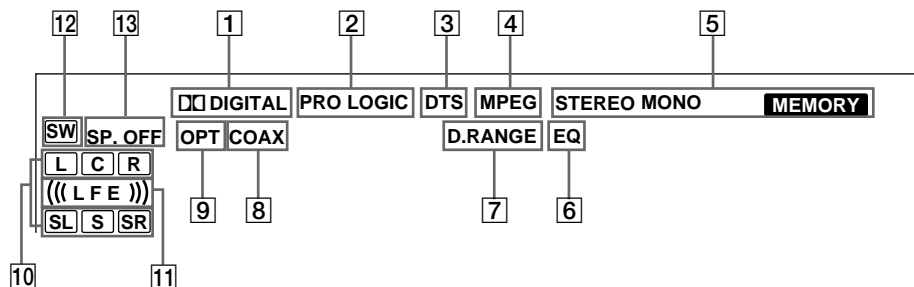 12 13 1 2 3 4 5
DIGITAL PRO LOGIC DTS MPEG STEREO MONO MEMORY
SW SP. OFF OPT COAX D.RANGE EQ
L C R
((( L F E )))
SL S SR
9 8 7 6
10 11